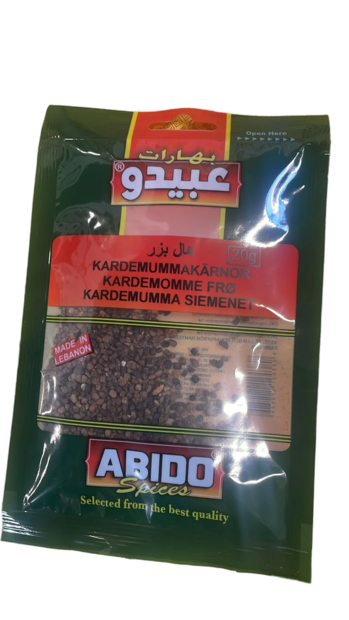 Open Here
بهارات
عبيدو®
هال بزر
20g
KARDEMUMMAKÄRNOR
KARDEMOMME FRØ
KARDEMUMMA SIEMENET
MADE IN
LEBANON
ABIDO®
Spices
Selected from the best quality